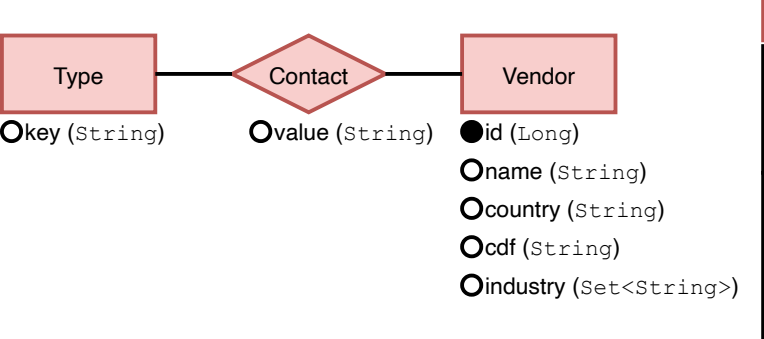 Type
Contact
Vendor
key (String)
value (String)
id (Long)
name (String)
country (String)
cdf (String)
industry (Set<String>)